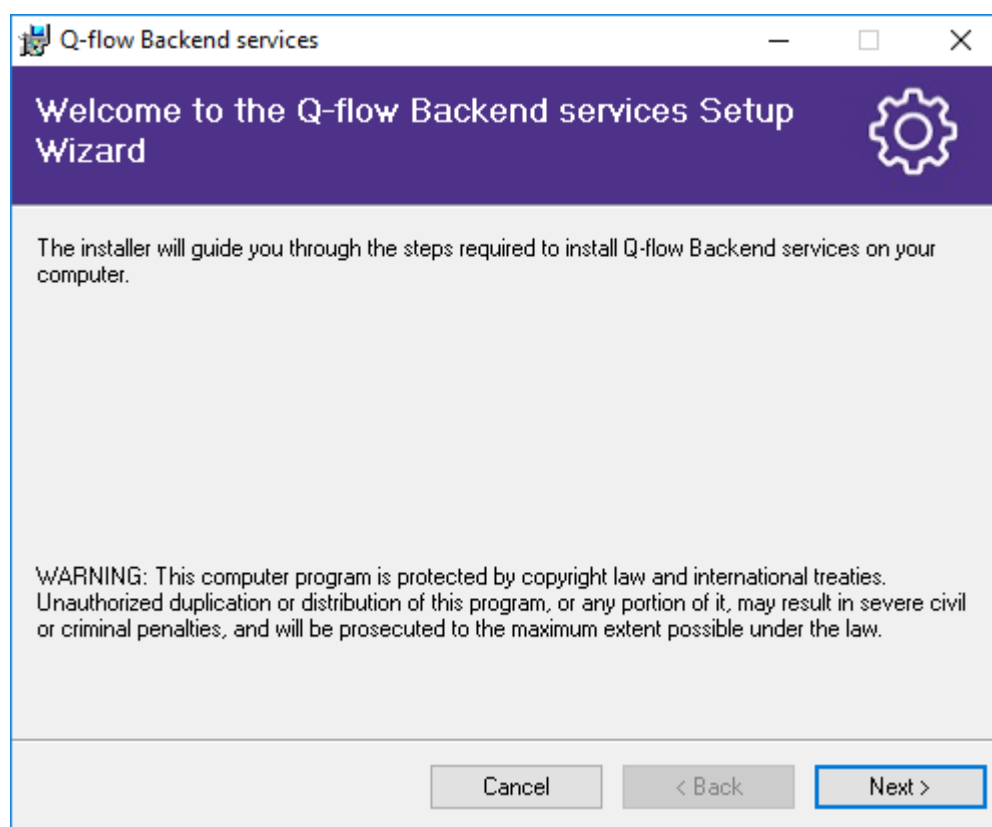 Q-flow Backend services
Welcome to the Q-flow Backend services Setup
Wizard
The installer will guide you through the steps required to install Q-flow Backend services on your
computer.
WARNING: This computer program is protected by copyright law and international treaties.
Unauthorized duplication or distribution of this program, or any portion of it, may result in severe civil
or criminal penalties, and will be prosecuted to the maximum extent possible under the law.
Cancel
< Back
Next >